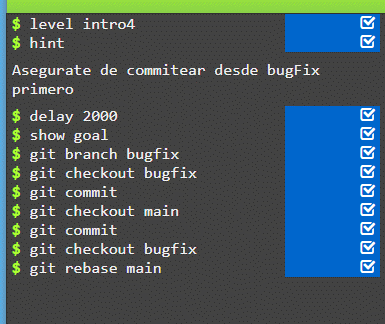 $ level intro4
$ hint
Asegurate de commitear desde bugFix
primero
$ delay 2000
$ show goal
$ git branch bugfix
$ git checkout bugfix
$ git commit
$ git checkout main
$ git commit
$ git checkout bugfix
$ git rebase main